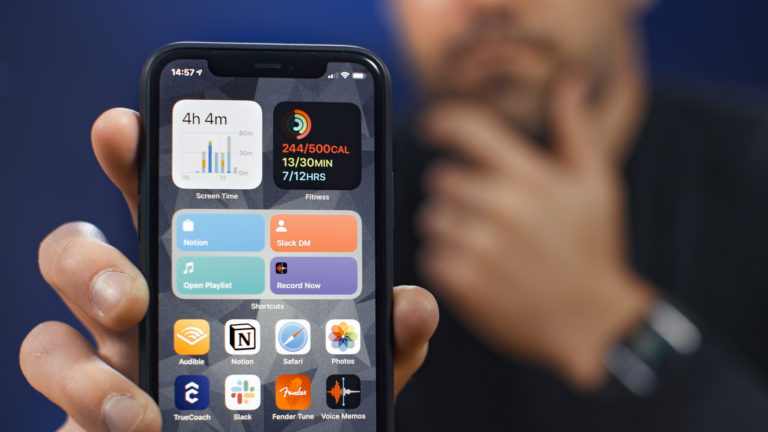 14:57
4h 4m
60m
30m
0m
06 12
Screen Time
244/500CAL
13/30MIN
7/12HRS
Fitness
Notion
Slack DM
Open Playlist
Record Now
Shortcuts
N
Audible
Notion
Safari
Photos
Fender
TrueCoach
Slack
Fender Tune
Voice Memos